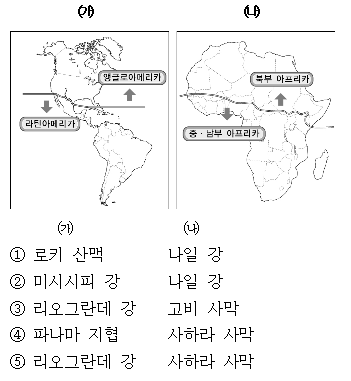 (가) (나)
앵글로아메리카
라틴아메리카
북부 아프리카
중·남부 아프리카
(가) (나)
① 로키 산맥 나일 강
② 미시시피 강 나일 강
③ 리오그란데 강 고비 사막
④ 파나마 지협 사하라 사막
⑤ 리오그란데 강 사하라 사막